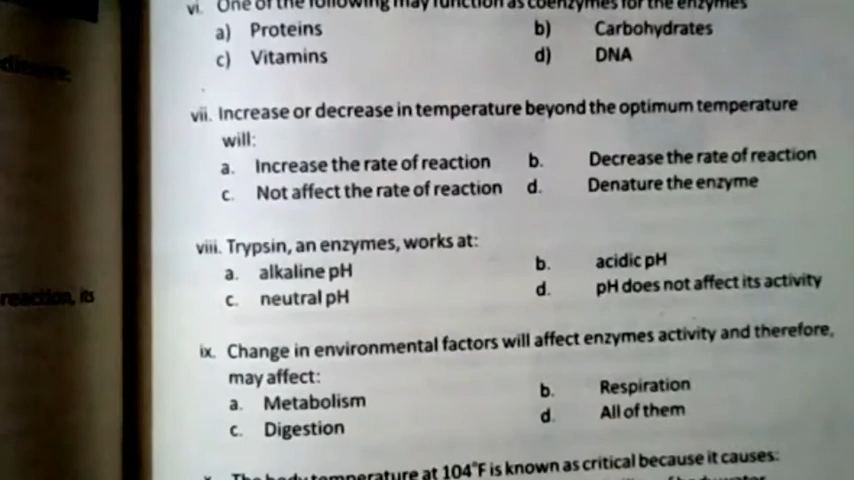 vi. One of the following may function as coenzymes for the enzymes
a) Proteins b) Carbohydrates
c) Vitamins d) DNA
vii. Increase or decrease in temperature beyond the optimum temperature
will:
a. Increase the rate of reaction b. Decrease the rate of reaction
c. Not affect the rate of reaction d. Denature the enzyme
viii. Trypsin, an enzymes, works at:
a. alkaline pH b. acidic pH
c. neutral pH d. pH does not affect its activity
reaction, its
ix. Change in environmental factors will affect enzymes activity and therefore,
may affect:
a. Metabolism b. Respiration
c. Digestion d. All of them
The body temperature at 104°F is known as critical because it causes: